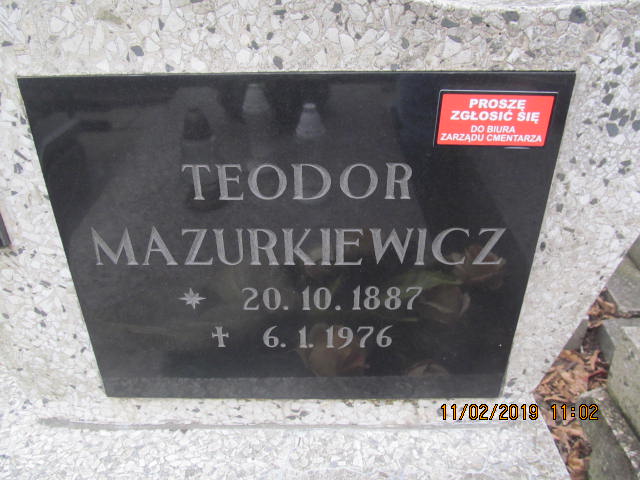 PROSZĘ
ZGŁOSIĆ SIĘ
DO BIURA
ZARZĄDU CMENTARZA
TEODOR
MAZURKIEWICZ
* 20. 10. 1887
✝ 6. 1. 1976
11/02/2019 11:02